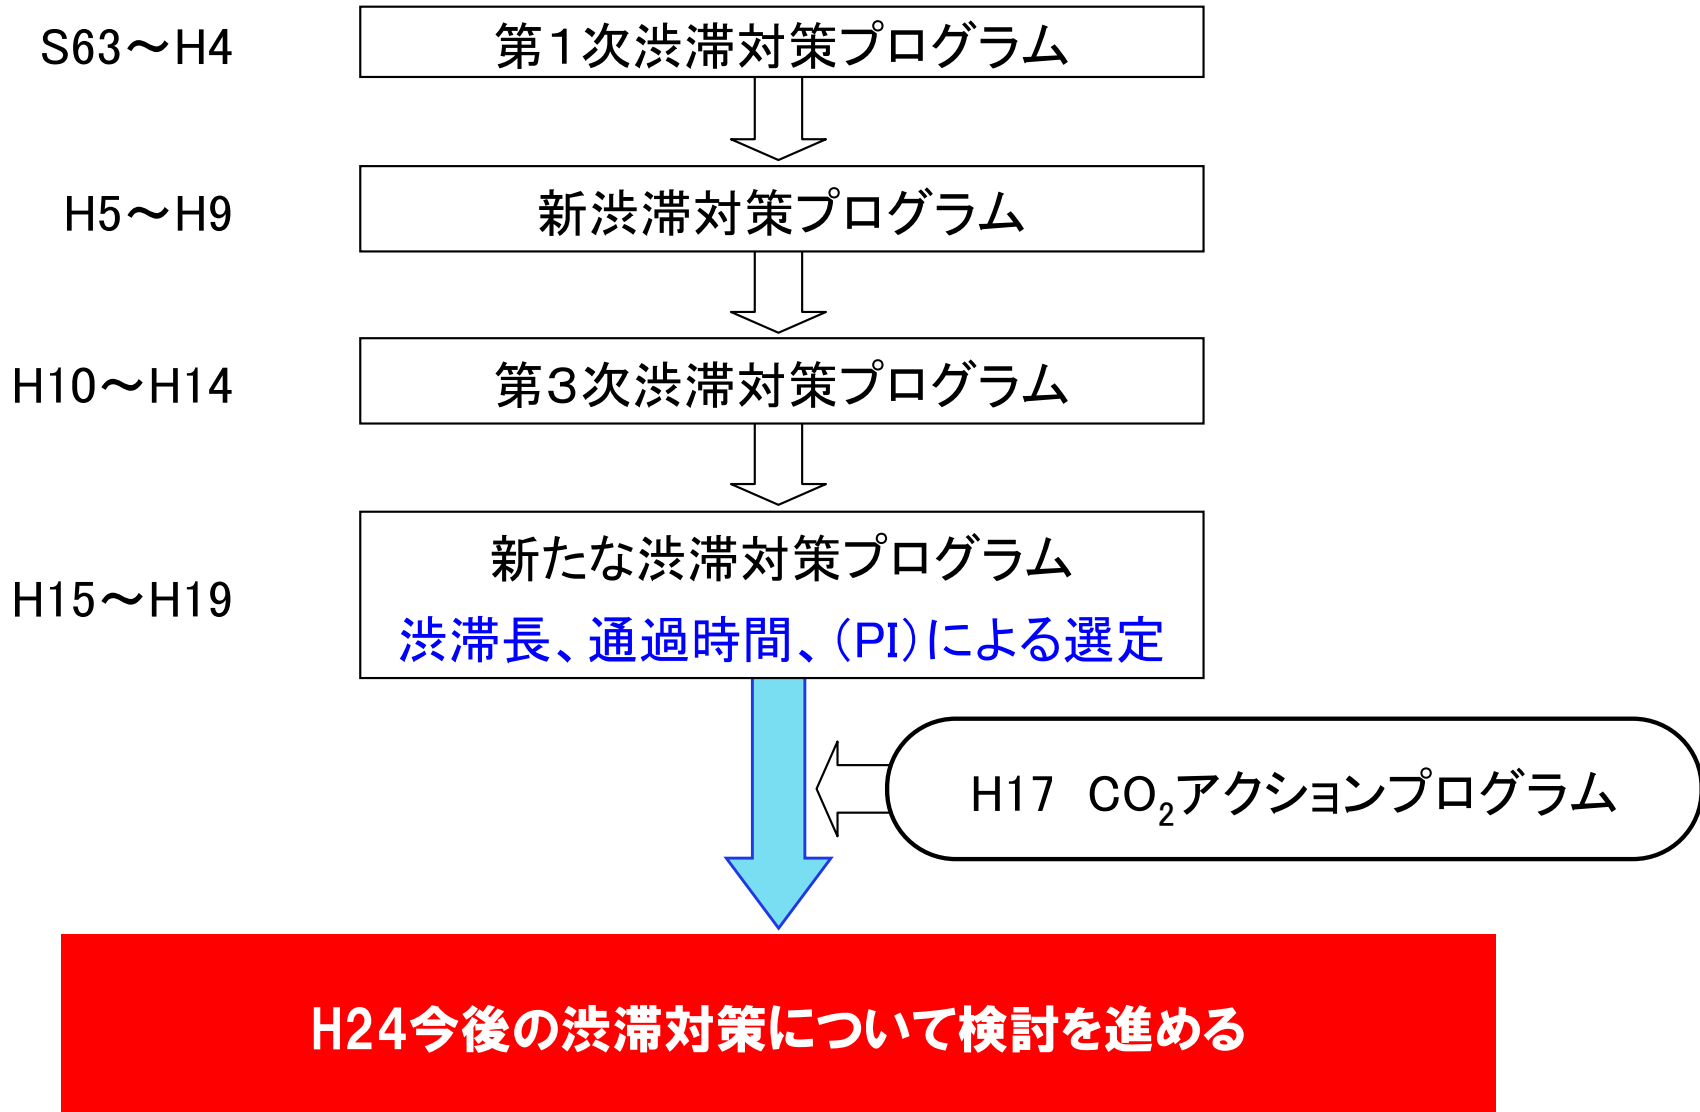 S63～H4
第１次渋滞対策プログラム
H5～H9
新渋滞対策プログラム
H10～H14
第３次渋滞対策プログラム
H15～H19
新たな渋滞対策プログラム
渋滞長、通過時間、（PI）による選定
H17　CO₂アクションプログラム
H24今後の渋滞対策について検討を進める